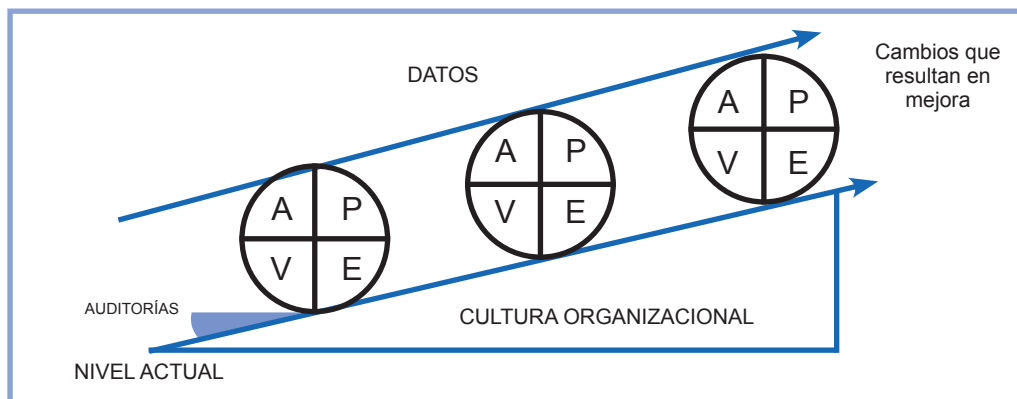 DATOS
Cambios que
resultan en
mejora
A P
V E
A P
V E
A P
V E
AUDITORÍAS
CULTURA ORGANIZACIONAL
NIVEL ACTUAL